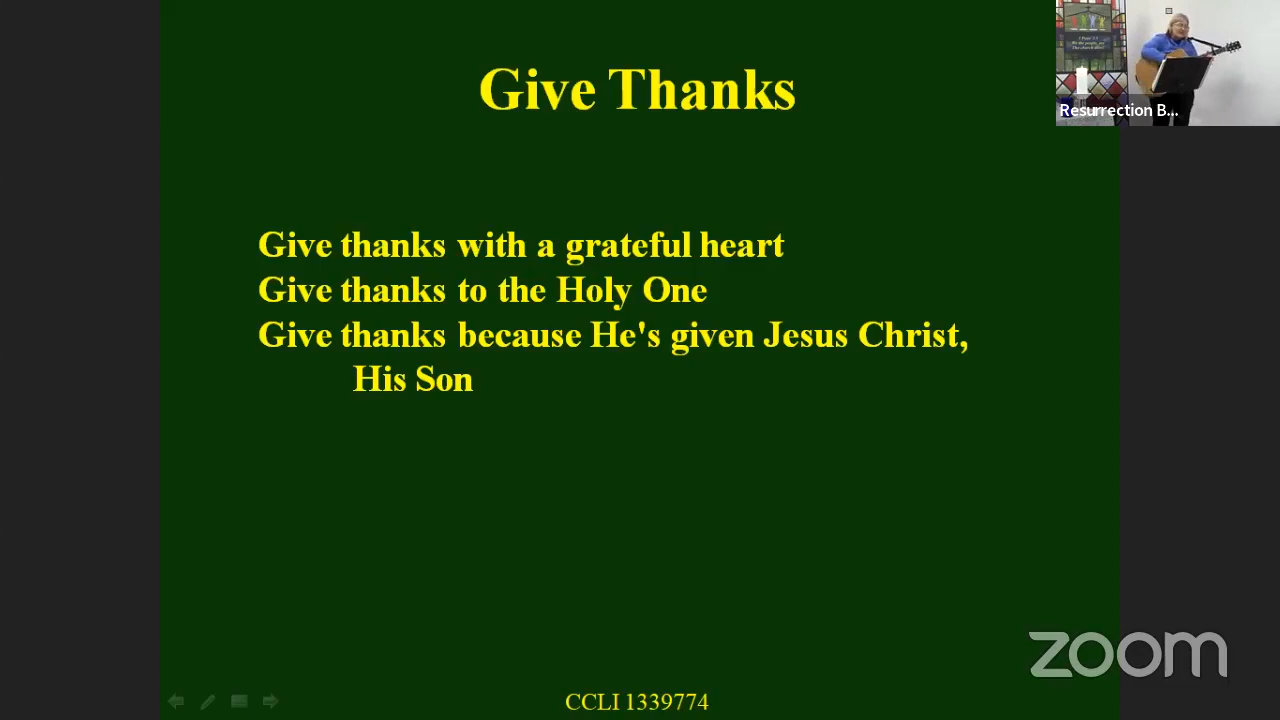 Give Thanks
Resurrection B...
Give thanks with a grateful heart
Give thanks to the Holy One
Give thanks because He's given Jesus Christ,
His Son
zoom
CCLI 1339774